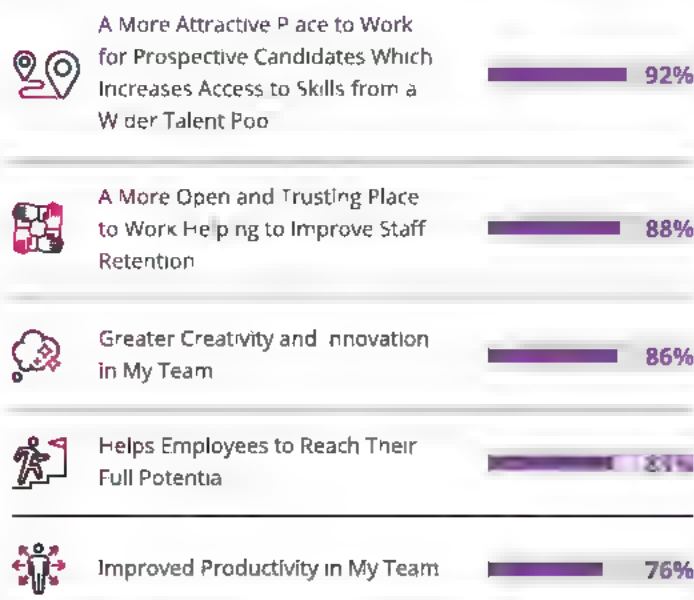 A More Attractive P ace to Work
for Prospective Candidates Which
Increases Access to Skills from a
W der Talent Poo
92%
A More Open and Trusting Place
to Work Help ng to Improve Staff
Retention
88%
Greater Creativity and nnovation
in My Team
86%
Helps Employees to Reach Their
Full Potentia
Improved Productivity in My Team
76%